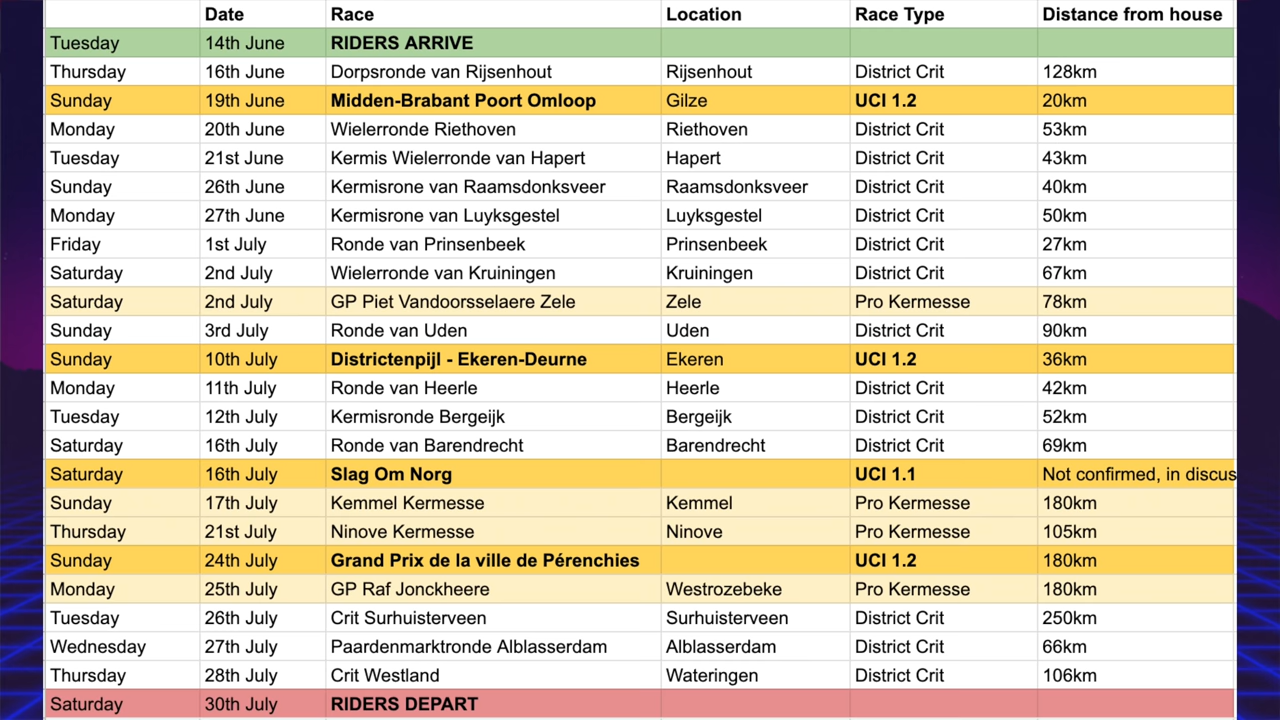 Date Race Location Race Type Distance from house
Tuesday 14th June RIDERS ARRIVE
Thursday 16th June Dorpsronde van Rijsenhout Rijsenhout District Crit 128km
Sunday 19th June Midden-Brabant Poort Omloop Gilze UCI 1.2 20km
Monday 20th June Wielerronde Riethoven Riethoven District Crit 53km
Tuesday 21st June Kermis Wielerronde van Hapert Hapert District Crit 43km
Sunday 26th June Kermisrone van Raamsdonksveer Raamsdonksveer District Crit 40km
Monday 27th June Kermisrone van Luyksgestel Luyksgestel District Crit 50km
Friday 1st July Ronde van Prinsenbeek Prinsenbeek District Crit 27km
Saturday 2nd July Wielerronde van Kruiningen Kruiningen District Crit 67km
Saturday 2nd July GP Piet Vandoorsselaere Zele Zele Pro Kermesse 78km
Sunday 3rd July Ronde van Uden Uden District Crit 90km
Sunday 10th July Districtenpijl - Ekeren-Deurne Ekeren UCI 1.2 36km
Monday 11th July Ronde van Heerle Heerle District Crit 42km
Tuesday 12th July Kermisronde Bergeijk Bergeijk District Crit 52km
Saturday 16th July Ronde van Barendrecht Barendrecht District Crit 69km
Saturday 16th July Slag Om Norg UCI 1.1 Not confirmed, in discus
Sunday 17th July Kemmel Kermesse Kemmel Pro Kermesse 180km
Thursday 21st July Ninove Kermesse Ninove Pro Kermesse 105km
Sunday 24th July Grand Prix de la ville de Pérenchies UCI 1.2 180km
Monday 25th July GP Raf Jonckheere Westrozebeke Pro Kermesse 180km
Tuesday 26th July Crit Surhuisterveen Surhuisterveen District Crit 250km
Wednesday 27th July Paardenmarktronde Alblasserdam Alblasserdam District Crit 66km
Thursday 28th July Crit Westland Wateringen District Crit 106km
Saturday 30th July RIDERS DEPART